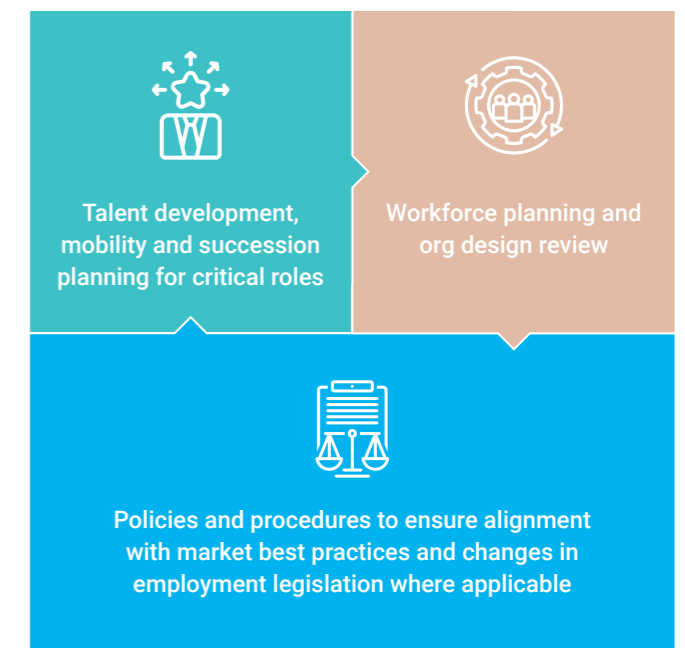 Talent development,
mobility and succession
planning for critical roles
Workforce planning and
org design review
Policies and procedures to ensure alignment
with market best practices and changes in
employment legislation where applicable